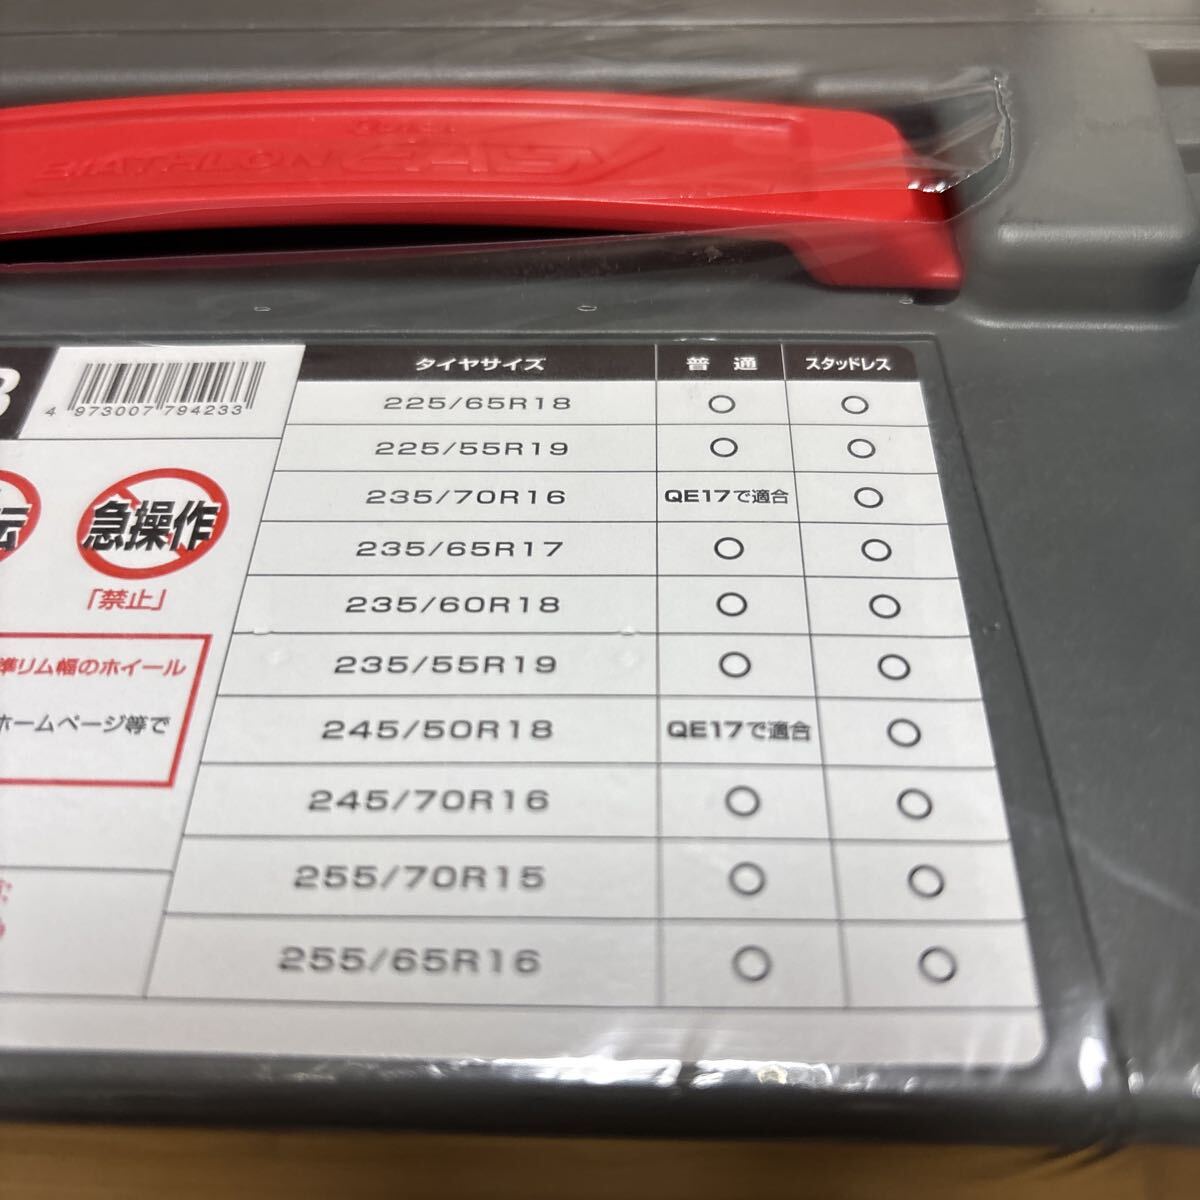 BIATHLON
タイヤサイズ 普通 スタッドレス
4 973007 794233
225/65R18 ○ ○
225/55R19 ○ ○
235/70R16 QE17で適合 ○
235/65R17 ○ ○
235/60R18 ○ ○
235/55R19 ○ ○
245/50R18 QE17で適合 ○
245/70R16 ○ ○
255/70R15 ○ ○
255/65R16 ○ ○
急操作
「禁止」
準リム幅のホイール
ホームページ等で